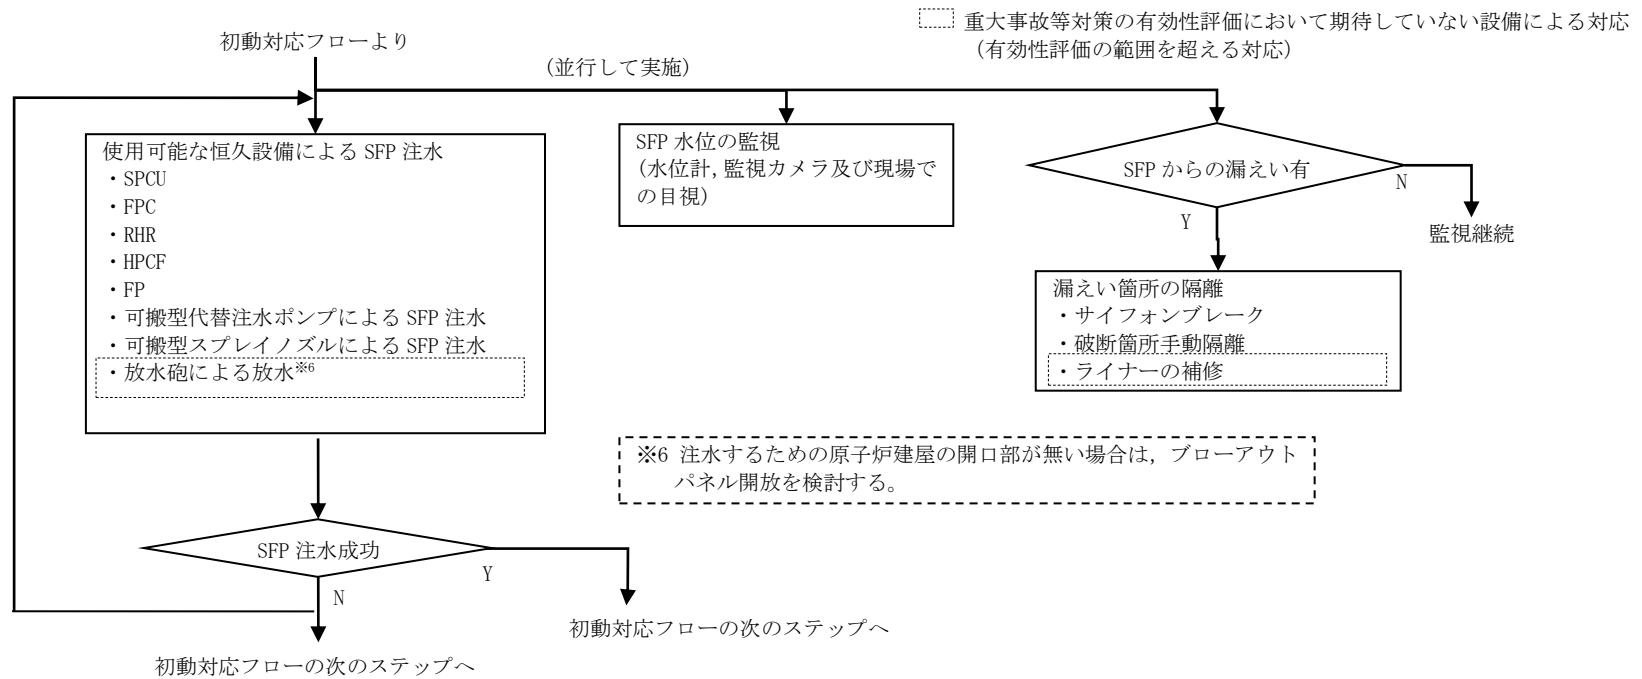 重大事故等対策の有効性評価において期待していない設備による対応
(有効性評価の範囲を超える対応)
初動対応フローより
(並行して実施)
使用可能な恒久設備による SFP 注水
・SPCU
・FPC
・RHR
・HPCF
・FP
・可搬型代替注水ポンプによる SFP 注水
・可搬型スプレイノズルによる SFP 注水
・放水砲による放水※6
SFP 水位の監視
(水位計,監視カメラ及び現場で
の目視)
SFP からの漏えい有
N
Y
監視継続
漏えい箇所の隔離
・サイフォンブレーク
・破断箇所手動隔離
・ライナーの補修
※6 注水するための原子炉建屋の開口部が無い場合は, ブローアウト
パネル開放を検討する。
SFP 注水成功
Y
N
初動対応フローの次のステップへ
初動対応フローの次のステップへ